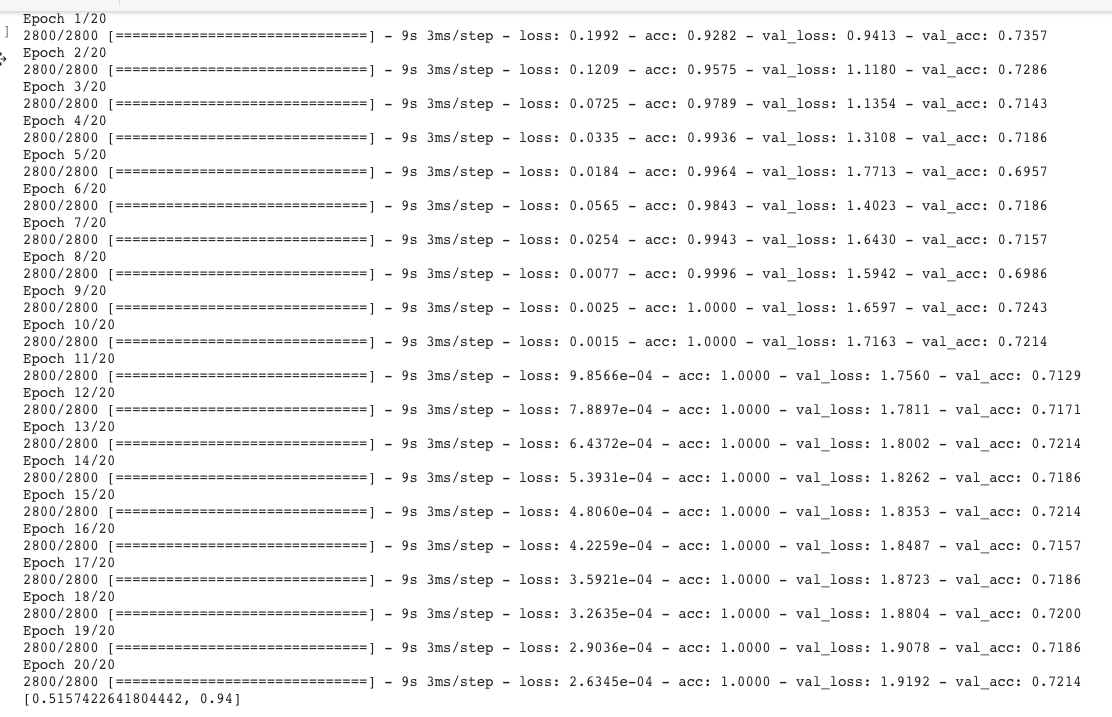 Epoch 1/20
2800/2800 [==============================] - 9s 3ms/step - loss: 0.1992 - acc: 0.9282 - val_loss: 0.9413 - val_acc: 0.7357
Epoch 2/20
2800/2800 [==============================] - 9s 3ms/step - loss: 0.1209 - acc: 0.9575 - val_loss: 1.1180 - val_acc: 0.7286
Epoch 3/20
2800/2800 [==============================] - 9s 3ms/step - loss: 0.0725 - acc: 0.9789 - val_loss: 1.1354 - val_acc: 0.7143
Epoch 4/20
2800/2800 [==============================] - 9s 3ms/step - loss: 0.0335 - acc: 0.9936 - val_loss: 1.3108 - val_acc: 0.7186
Epoch 5/20
2800/2800 [==============================] - 9s 3ms/step - loss: 0.0184 - acc: 0.9964 - val_loss: 1.7713 - val_acc: 0.6957
Epoch 6/20
2800/2800 [==============================] - 9s 3ms/step - loss: 0.0565 - acc: 0.9843 - val_loss: 1.4023 - val_acc: 0.7186
Epoch 7/20
2800/2800 [==============================] - 9s 3ms/step - loss: 0.0254 - acc: 0.9943 - val_loss: 1.6430 - val_acc: 0.7157
Epoch 8/20
2800/2800 [==============================] - 9s 3ms/step - loss: 0.0077 - acc: 0.9996 - val_loss: 1.5942 - val_acc: 0.6986
Epoch 9/20
2800/2800 [==============================] - 9s 3ms/step - loss: 0.0025 - acc: 1.0000 - val_loss: 1.6597 - val_acc: 0.7243
Epoch 10/20
2800/2800 [==============================] - 9s 3ms/step - loss: 0.0015 - acc: 1.0000 - val_loss: 1.7163 - val_acc: 0.7214
Epoch 11/20
2800/2800 [==============================] - 9s 3ms/step - loss: 9.8566e-04 - acc: 1.0000 - val_loss: 1.7560 - val_acc: 0.7129
Epoch 12/20
2800/2800 [==============================] - 9s 3ms/step - loss: 7.8897e-04 - acc: 1.0000 - val_loss: 1.7811 - val_acc: 0.7171
Epoch 13/20
2800/2800 [==============================] - 9s 3ms/step - loss: 6.4372e-04 - acc: 1.0000 - val_loss: 1.8002 - val_acc: 0.7214
Epoch 14/20
2800/2800 [==============================] - 9s 3ms/step - loss: 5.3931e-04 - acc: 1.0000 - val_loss: 1.8262 - val_acc: 0.7186
Epoch 15/20
2800/2800 [==============================] - 9s 3ms/step - loss: 4.8060e-04 - acc: 1.0000 - val_loss: 1.8353 - val_acc: 0.7214
Epoch 16/20
2800/2800 [==============================] - 9s 3ms/step - loss: 4.2259e-04 - acc: 1.0000 - val_loss: 1.8487 - val_acc: 0.7157
Epoch 17/20
2800/2800 [==============================] - 9s 3ms/step - loss: 3.5921e-04 - acc: 1.0000 - val_loss: 1.8723 - val_acc: 0.7186
Epoch 18/20
2800/2800 [==============================] - 9s 3ms/step - loss: 3.2635e-04 - acc: 1.0000 - val_loss: 1.8804 - val_acc: 0.7200
Epoch 19/20
2800/2800 [==============================] - 9s 3ms/step - loss: 2.9036e-04 - acc: 1.0000 - val_loss: 1.9078 - val_acc: 0.7186
Epoch 20/20
2800/2800 [==============================] - 9s 3ms/step - loss: 2.6345e-04 - acc: 1.0000 - val_loss: 1.9192 - val_acc: 0.7214
[0.5157422641804442, 0.94]